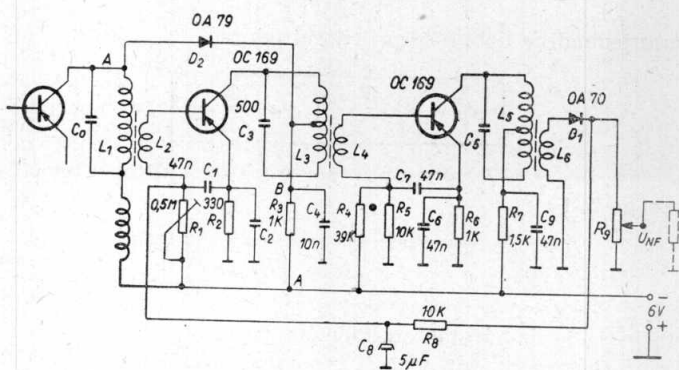 OA 79
D2
A
OC 169
OC 169
OA 70
C0
L1
L2
500
C3
L3
L4
C5
L5
L6
D1
47n
C1
B
C7
47n
0,5M
R1
330
R2
C2
R3
1K
C4
10n
R4
39K
R5
10K
C6
47n
R6
1K
R7
1,5K
C9
47n
R9
UNF
A
−
6V
+
10K
R8
C8
5μF